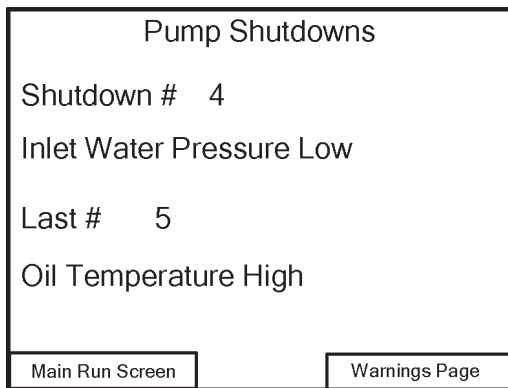 Pump Shutdowns
Shutdown # 4
Inlet Water Pressure Low
Last # 5
Oil Temperature High
Main Run Screen
Warnings Page